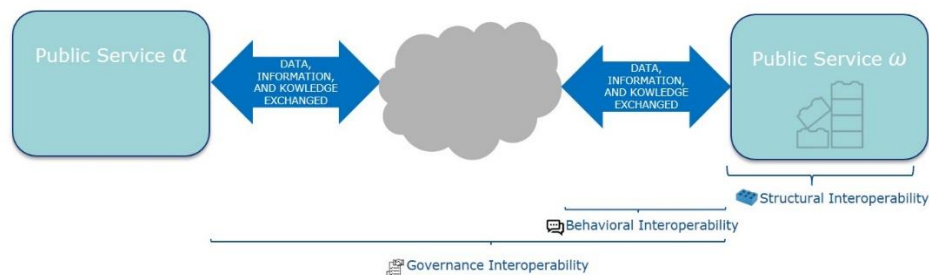 Public Service α
DATA,
INFORMATION,
AND KOWLEDGE
EXCHANGED
DATA,
INFORMATION,
AND KOWLEDGE
EXCHANGED
Public Service ω
Structural Interoperability
Behavioral Interoperability
Governance Interoperability